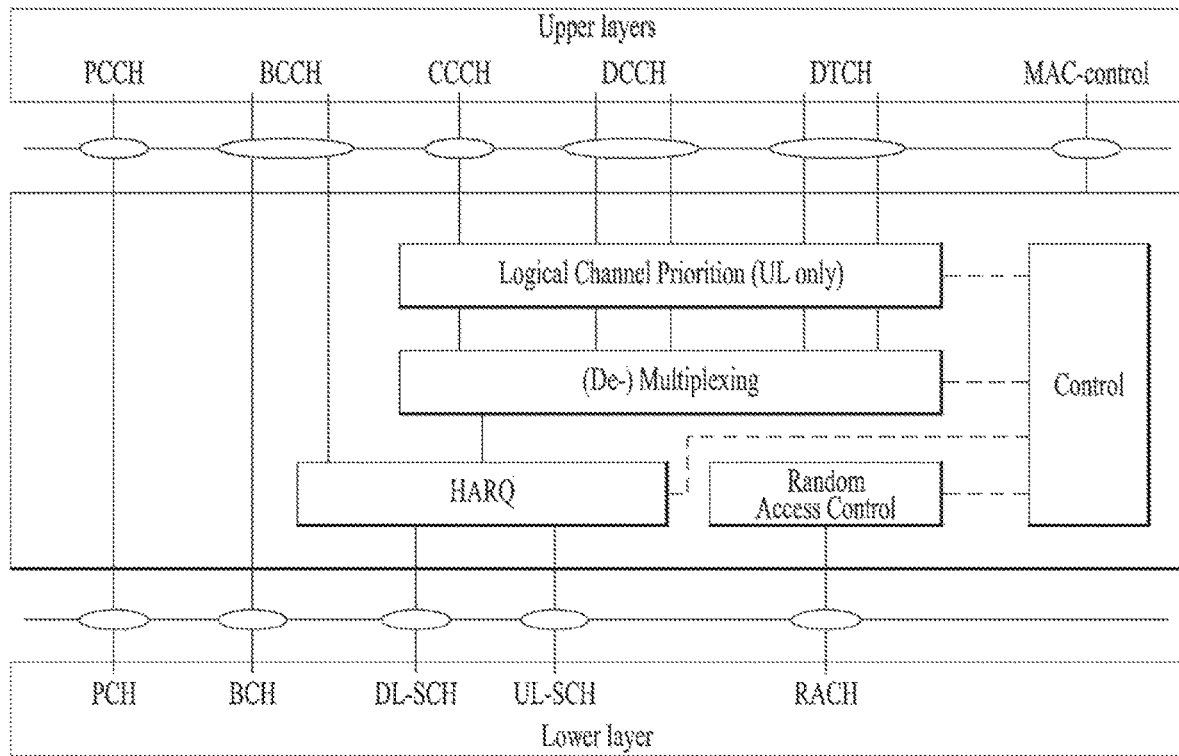 Upper layers
PCCH BCCH CCCH DCCH DTCH MAC-control
Logical Channel Priorition (UL only)
(De-) Multiplexing
Control
HARQ
Random
Access Control
PCH BCH DL-SCH UL-SCH RACH
Lower layer